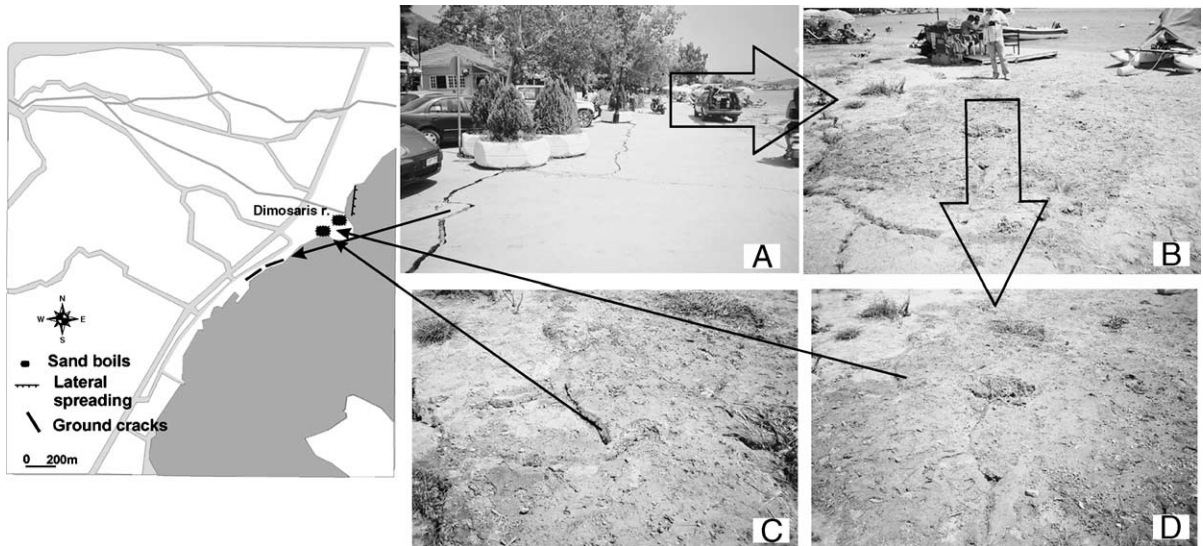 Dimosaris r.
N
W E
S
Sand boils
Lateral
spreading
Ground cracks
0 200m
A
B
C
D